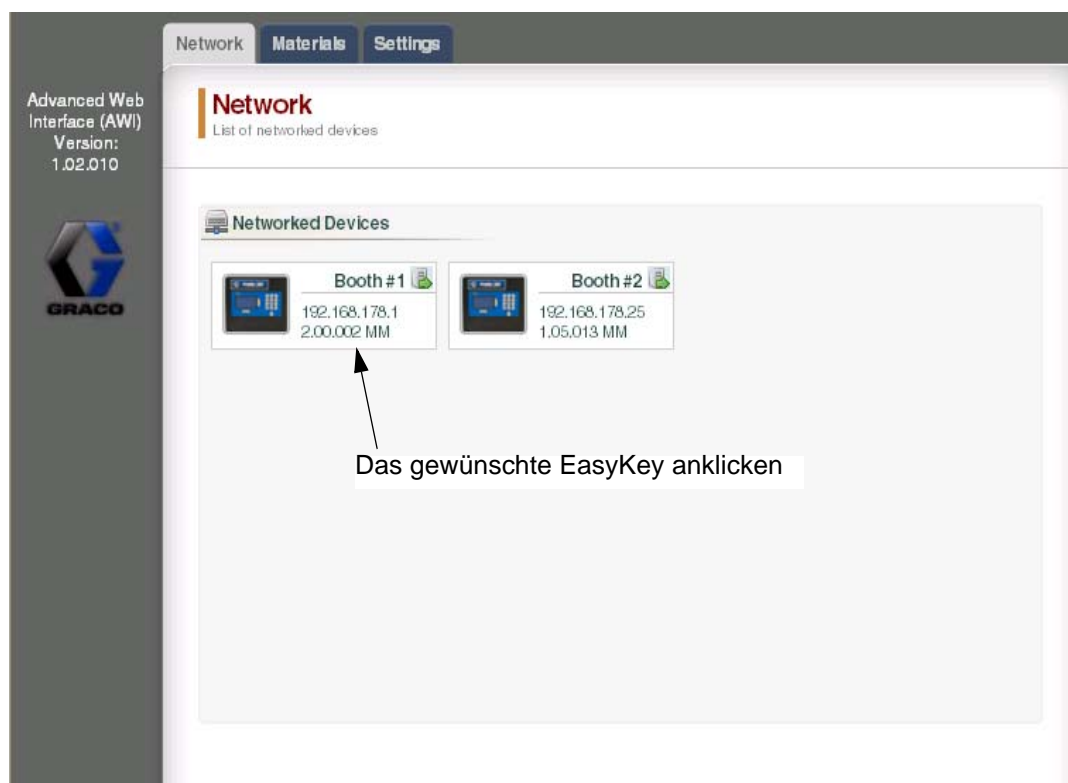 Network Materials Settings
Advanced Web
Interface (AWI)
Version:
1.02.010
GRACO
Network
List of networked devices
Networked Devices
Booth #1
192.168.178.1
2.00.002 MM
Booth #2
192.168.178.25
1.05.013 MM
Das gewünschte EasyKey anklicken